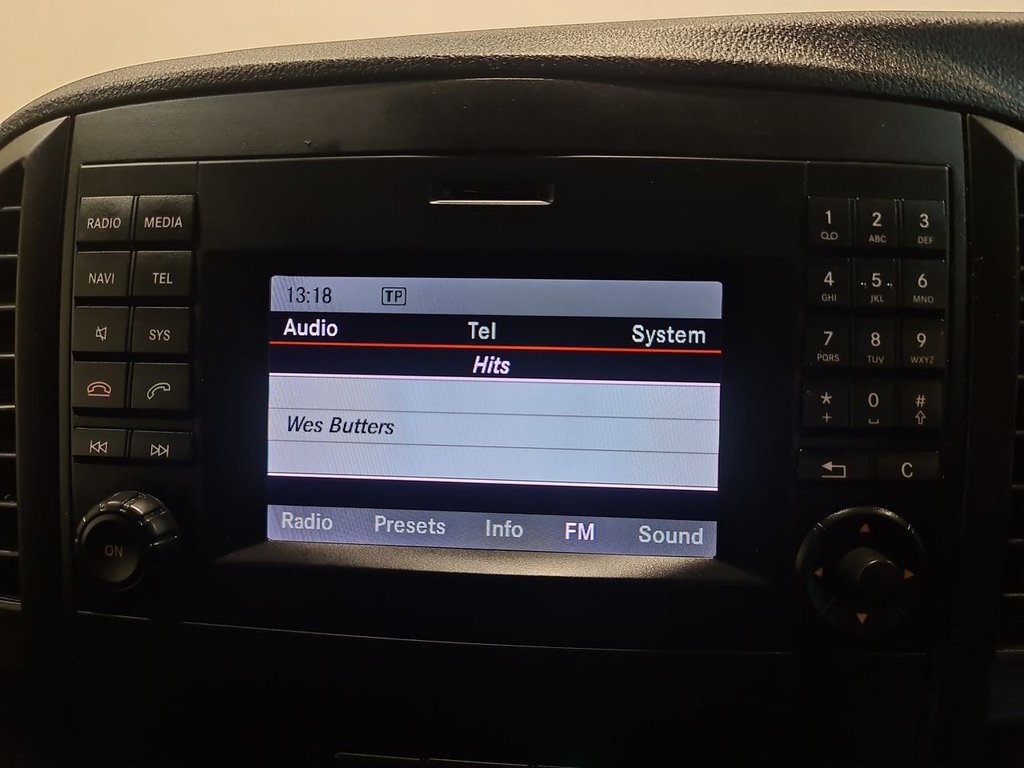 RADIO MEDIA
NAVI TEL
SYS
ON
13:18 TP
Audio Tel System
Hits
Wes Butters
Radio Presets Info FM Sound
1 2 3
ABC DEF
4 5 6
GHI JKL MNO
7 8 9
PQRS TUV WXYZ
* 0 #
+
C